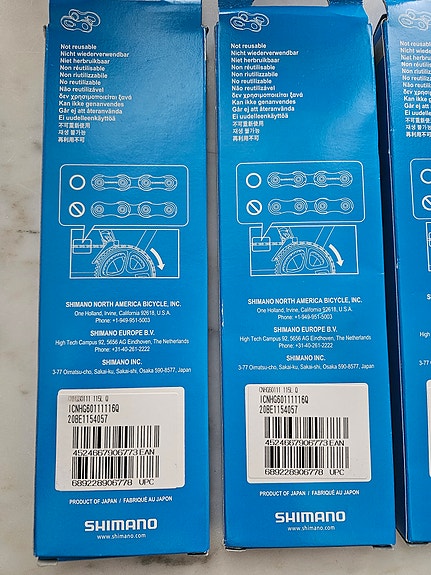 Not reusable
Nicht wiederverwendbar
Niet herbruikbaar
Non réutilisable
Non riutilizzabile
No reutilizable
Não reutilizável
δεν χρησιμοποιείται ξανά
Kan ikke genanvendes
Går ej att återanvända
Ei uudelleenkäyttöä
不可重新使用
재생 불가능
再利用不可
SHIMANO NORTH AMERICA BICYCLE, INC.
One Holland, Irvine, California 92618, U.S.A.
Phone: +1-949-951-5003
SHIMANO EUROPE B.V.
High Tech Campus 92, 5656 AG Eindhoven, The Netherlands
Phone: +31-40-261-2222
SHIMANO INC.
3-77 Oimatsu-cho, Sakai-ku, Sakai-shi, Osaka 590-8577, Japan
115L Q
ICNHG60111116Q
20BE1154057
4524667906773 EAN
689228906778 UPC
PRODUCT OF JAPAN / FABRIQUÉ AU JAPON
SHIMANO
www.shimano.com
Not reusable
Nicht wiederverwendbar
Niet herbruikbaar
Non réutilisable
Non riutilizzabile
No reutilizable
Não reutilizável
δεν χρησιμοποιείται ξανά
Kan ikke genanvendes
Går ej att återanvända
Ei uudelleenkäyttöä
不可重新使用
재생 불가능
再利用不可
SHIMANO NORTH AMERICA BICYCLE, INC.
One Holland, Irvine, California 92618, U.S.A.
Phone: +1-949-951-5003
SHIMANO EUROPE B.V.
High Tech Campus 92, 5656 AG Eindhoven, The Netherlands
Phone: +31-40-261-2222
SHIMANO INC.
3-77 Oimatsu-cho, Sakai-ku, Sakai-shi, Osaka 590-8577, Japan
CNHG60111 115L Q
ICNHG60111116Q
20BE1154057
4524667906773 EAN
689228906778 UPC
PRODUCT OF JAPAN / FABRIQUÉ AU JAPON
SHIMANO
www.shimano.com